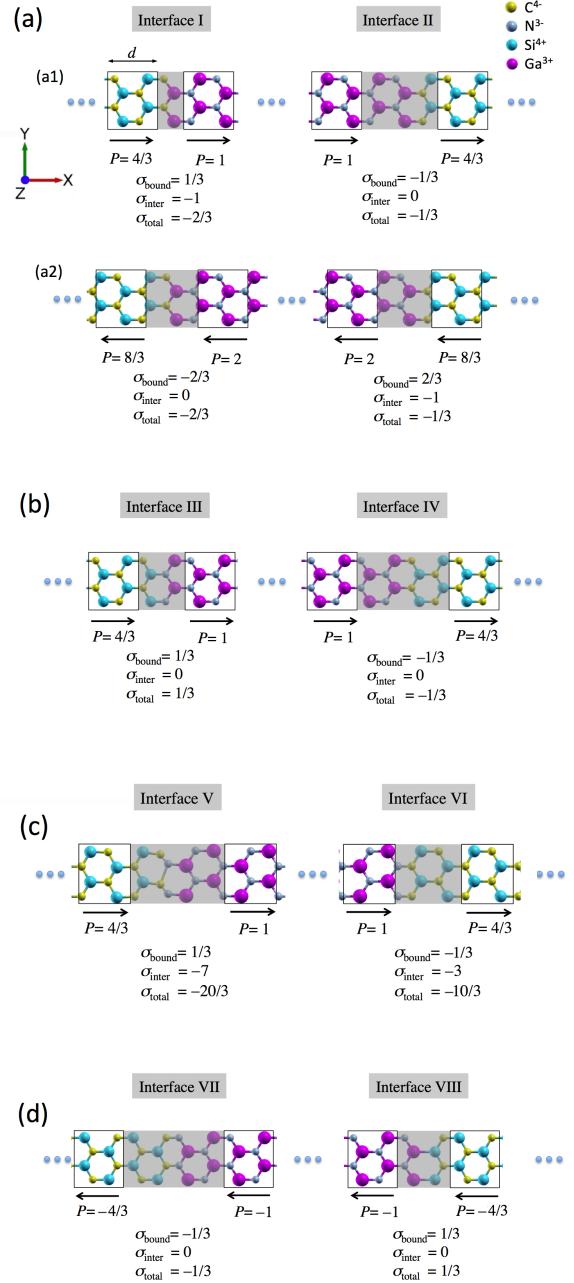 (a)
Interface I
Interface II
C4-
N3-
Si4+
Ga3+
(a1)
d
P= 4/3
P= 1
P= 1
P= 4/3
Y
Z
X
σbound= 1/3
σinter = −1
σtotal = −2/3
σbound= −1/3
σinter = 0
σtotal = −1/3
(a2)
P= 8/3
P= 2
P= 2
P= 8/3
σbound= −2/3
σinter = 0
σtotal = −2/3
σbound= 2/3
σinter = −1
σtotal = −1/3
(b)
Interface III
Interface IV
P= 4/3
P= 1
P= 1
P= 4/3
σbound= 1/3
σinter = 0
σtotal = 1/3
σbound= −1/3
σinter = 0
σtotal = −1/3
(c)
Interface V
Interface VI
P= 4/3
P= 1
P= 1
P= 4/3
σbound= 1/3
σinter = −7
σtotal = −20/3
σbound= −1/3
σinter = −3
σtotal = −10/3
(d)
Interface VII
Interface VIII
P= −4/3
P= −1
P= −1
P= −4/3
σbound= −1/3
σinter = 0
σtotal = −1/3
σbound= 1/3
σinter = 0
σtotal = 1/3